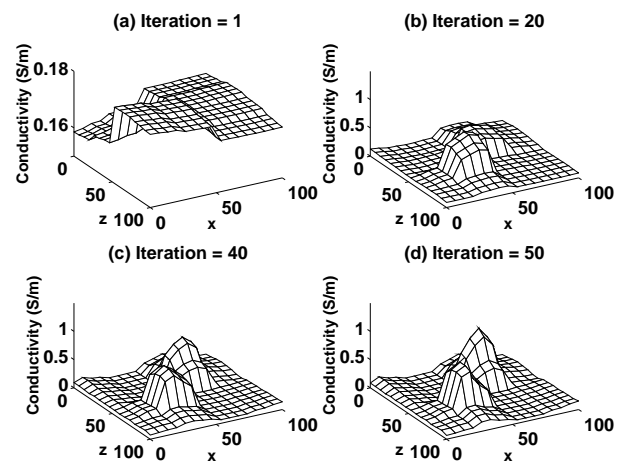 (a) Iteration = 1
(b) Iteration = 20
Conductivity (S/m)
0.18
0.16
0
50
z 100
0
x
50
100
Conductivity (S/m)
1
0.5
0
0
50
z 100
0
x
50
100
(c) Iteration = 40
(d) Iteration = 50
Conductivity (S/m)
1
0.5
0
0
50
z 100
0
x
50
100
Conductivity (S/m)
1
0.5
0
0
50
z 100
0
x
50
100